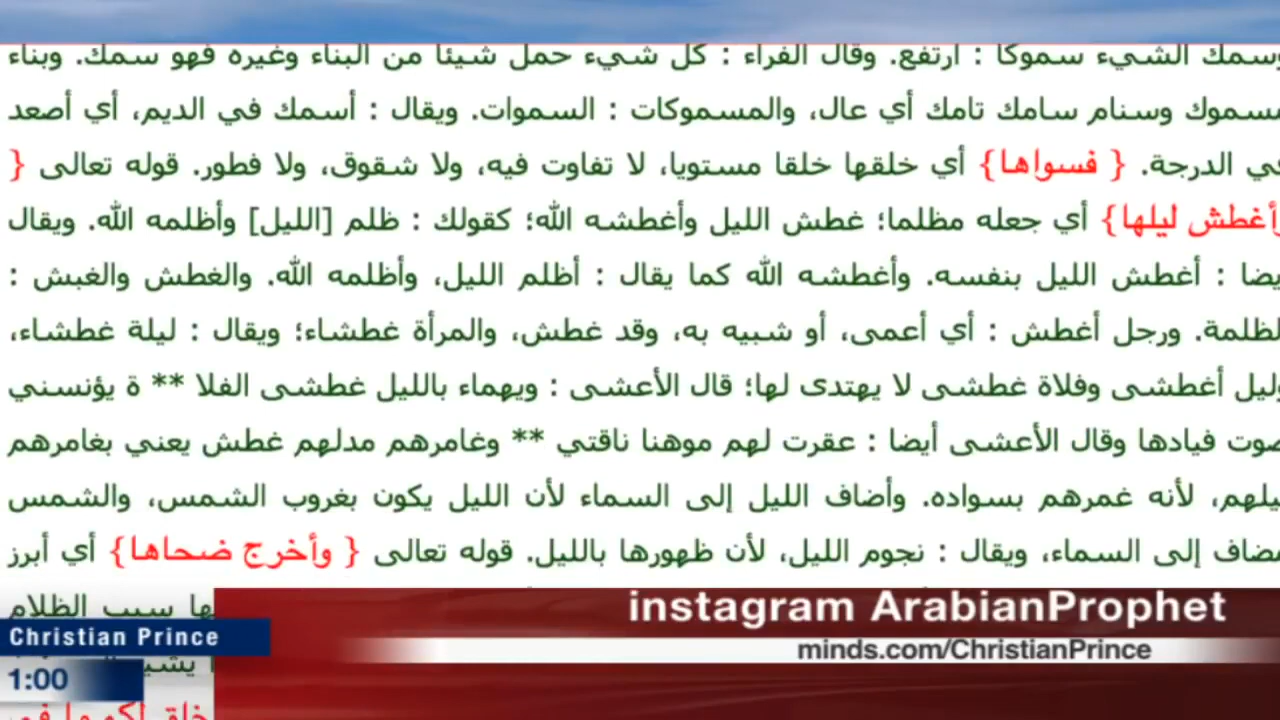 وسمك الشيء سموكا : ارتفع. وقال الفراء : كل شيء حمل شيئا من البناء وغيره فهو سمك. وبناء
مسموك وسنام سامك تامك أي عال، والمسموكات : السموات. ويقال : أسمك في الديم، أي أصعد
في الدرجة. { فسواها} أي خلقها خلقا مستويا، لا تفاوت فيه، ولا شقوق، ولا فطور. قوله تعالى {
وأغطش ليلها} أي جعله مظلما؛ غطش الليل وأغطشه الله؛ كقولك : ظلم [الليل] وأظلمه الله. ويقال
أيضا : أغطش الليل بنفسه. وأغطشه الله كما يقال : أظلم الليل، وأظلمه الله. والغطش والغبش :
الظلمة. ورجل أغطش : أي أعمى، أو شبيه به، وقد غطش، والمرأة غطشاء؛ ويقال : ليلة غطشاء،
وليل أغطشى وفلاة غطشى لا يهتدى لها؛ قال الأعشى : ويهماء بالليل غطشى الفلا ** ة يؤنسني
صوت فيادها وقال الأعشى أيضا : عقرت لهم موهنا ناقتي ** وغامرهم مدلهم غطش يعني بغامرهم
ليلهم، لأنه غمرهم بسواده. وأضاف الليل إلى السماء لأن الليل يكون بغروب الشمس، والشمس
مضاف إلى السماء، ويقال : نجوم الليل، لأن ظهورها بالليل. قوله تعالى { وأخرج ضحاها} أي أبرز
سبب الظلام
instagram ArabianProphet
Christian Prince
minds.com/ChristianPrince
1:00